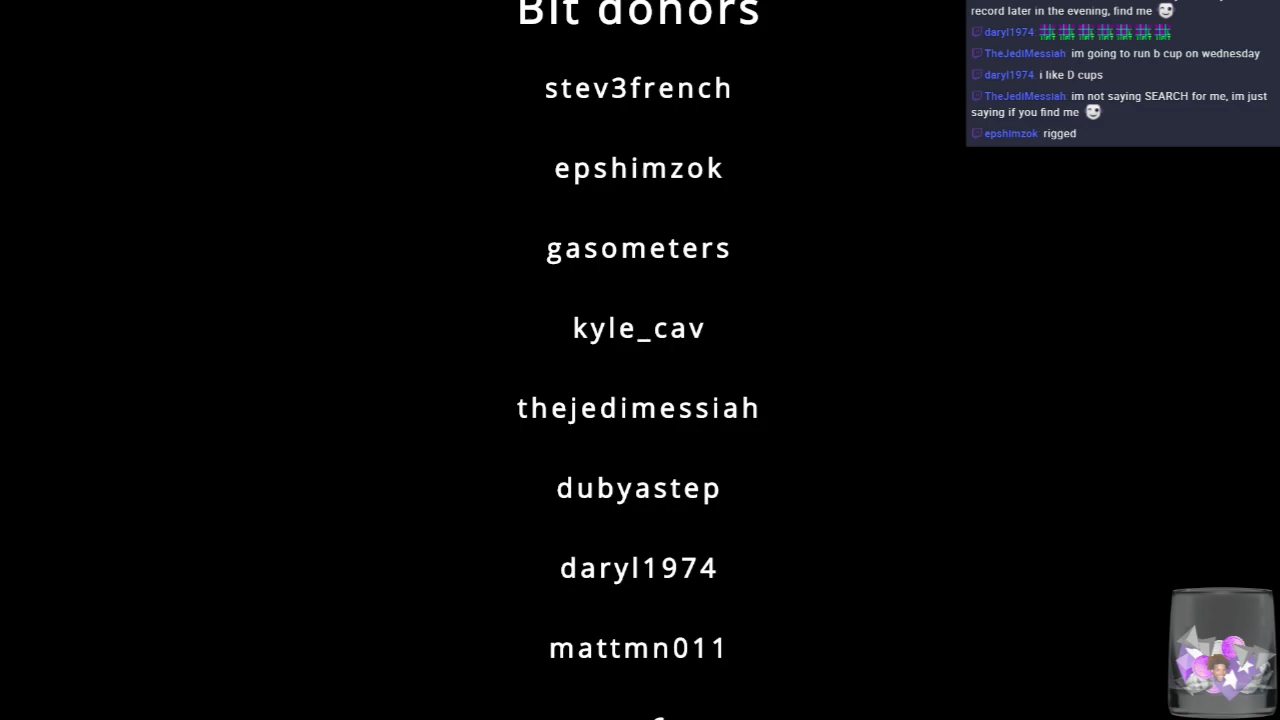 Bit donors
stev3french
epshimzok
gasometers
kyle_cav
thejedimessiah
dubyastep
daryl1974
mattmn011
record later in the evening, find me
daryl1974:
TheJediMessiah im going to run b cup on wednesday
daryl1974 i like D cups
TheJediMessiah im not saying SEARCH for me, im just
saying if you find me
epshimzok rigged